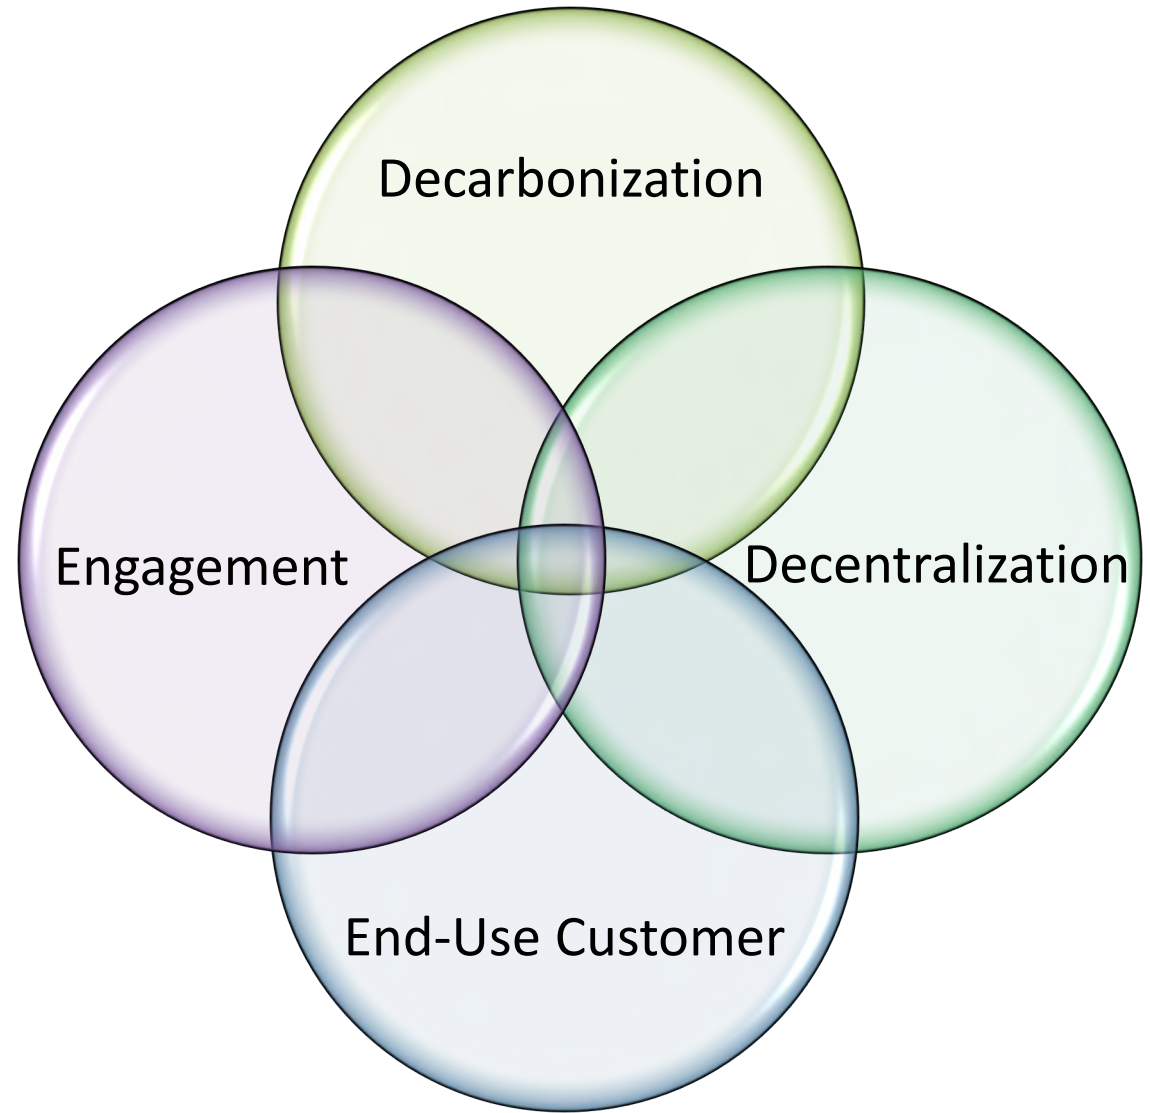 Decarbonization
Engagement
Decentralization
End-Use Customer